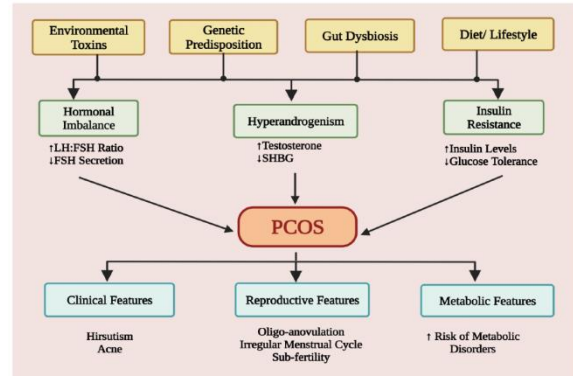 Environmental
Toxins
Genetic
Predisposition
Gut Dysbiosis
Diet/ Lifestyle
Hormonal
Imbalance
↑LH:FSH Ratio
↓FSH Secretion
Hyperandrogenism
↑Testosterone
↓SHBG
Insulin
Resistance
↑Insulin Levels
↓Glucose Tolerance
PCOS
Clinical Features
Hirsutism
Acne
Reproductive Features
Oligo-anovulation
Irregular Menstrual Cycle
Sub-fertility
Metabolic Features
↑ Risk of Metabolic
Disorders